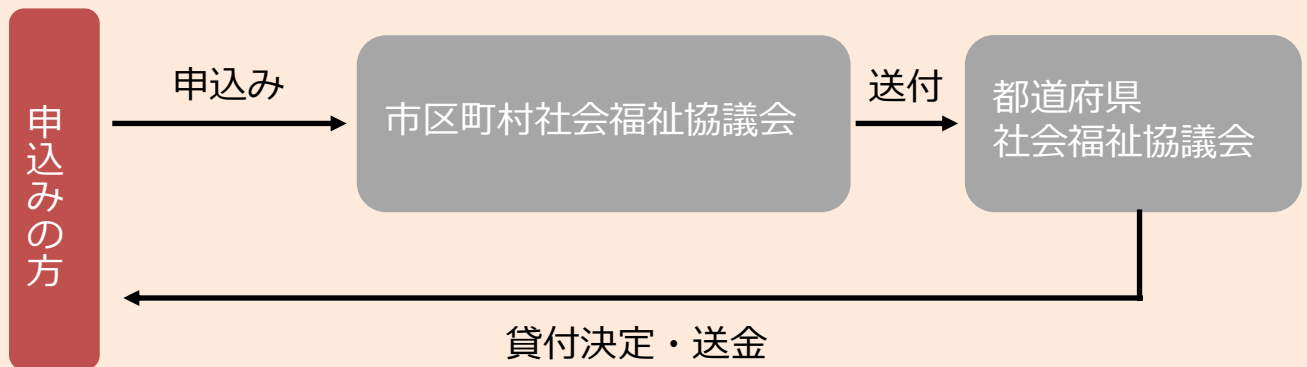 申込みの方
申込み
市区町村社会福祉協議会
送付
都道府県
社会福祉協議会
貸付決定・送金